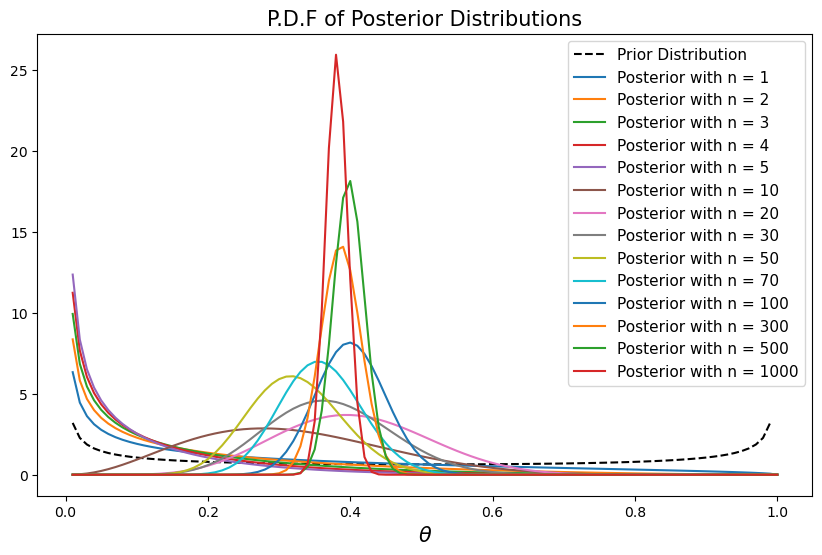 P.D.F of Posterior Distributions
25
20
15
10
5
0
0.0 0.2 0.4 0.6 0.8 1.0
θ
Prior Distribution
Posterior with n = 1
Posterior with n = 2
Posterior with n = 3
Posterior with n = 4
Posterior with n = 5
Posterior with n = 10
Posterior with n = 20
Posterior with n = 30
Posterior with n = 50
Posterior with n = 70
Posterior with n = 100
Posterior with n = 300
Posterior with n = 500
Posterior with n = 1000